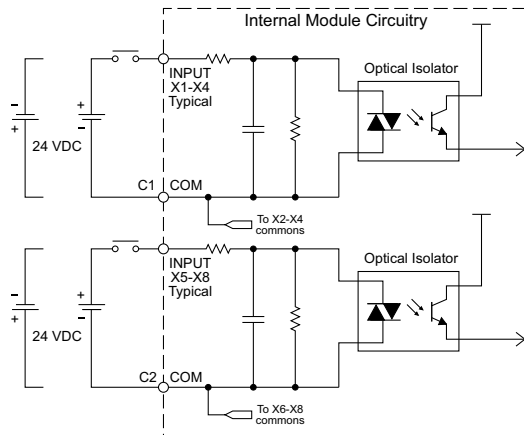 Internal Module Circuitry
INPUT
X1-X4
Typical
Optical Isolator
-
+
+
-
24 VDC
C1
COM
To X2-X4
commons
INPUT
X5-X8
Typical
Optical Isolator
-
+
+
-
24 VDC
C2
COM
To X6-X8
commons